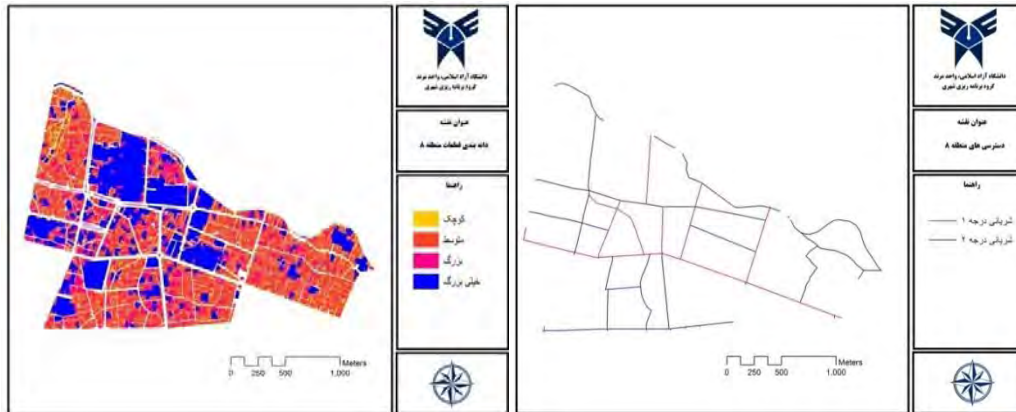 دانشگاه آزاد اسلامی، واحد مرند
گروه برنامه ریزی شهری
عنوان نقشه
دانه بندی قطعات منطقه ۸
راهنما
کوچک
متوسط
بزرگ
خیلی بزرگ
Meters
0 250 500 1,000
دانشگاه آزاد اسلامی، واحد مرند
گروه برنامه ریزی شهری
عنوان نقشه
دسترسی های منطقه ۸
راهنما
شریانی درجه ۱
شریانی درجه ۲
Meters
0 250 500 1,000